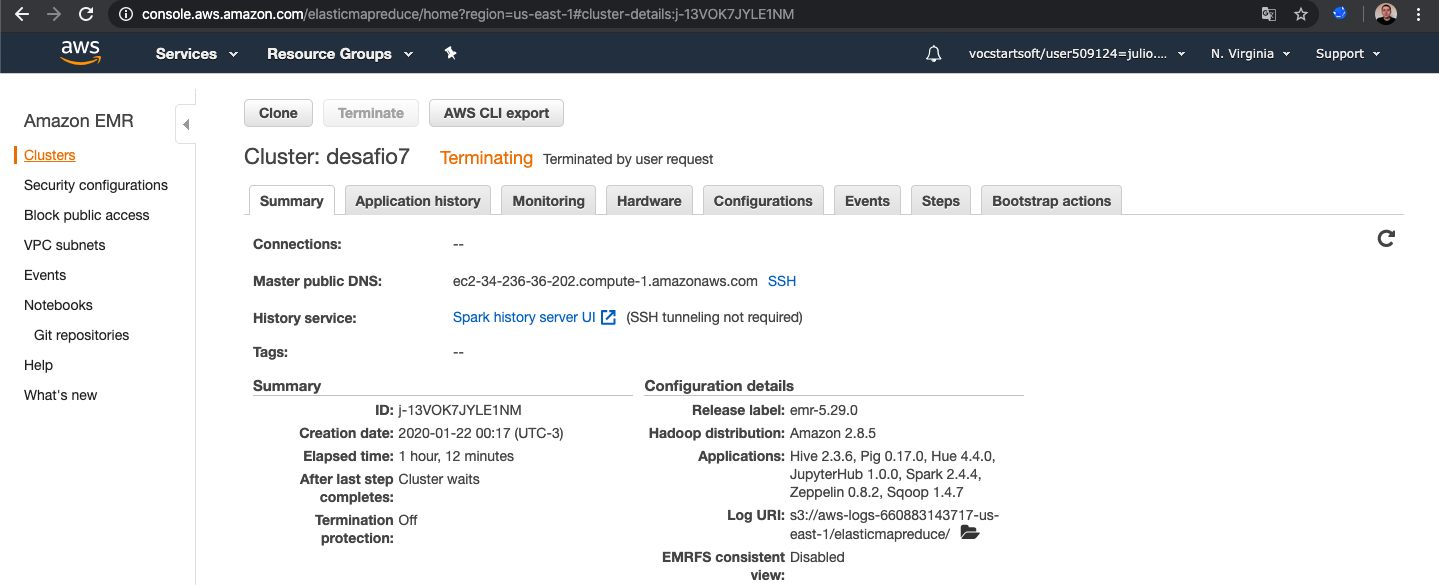 console.aws.amazon.com/elasticmapreduce/home?region=us-east-1#cluster-details:j-13VOK7JYLE1NM
aws Services Resource Groups vocstartsoft/user509124=julio.... N. Virginia Support
Amazon EMR
Clusters
Security configurations
Block public access
VPC subnets
Events
Notebooks
Git repositories
Help
What's new
Clone Terminate AWS CLI export
Cluster: desafio7 Terminating Terminated by user request
Summary Application history Monitoring Hardware Configurations Events Steps Bootstrap actions
Connections: --
Master public DNS: ec2-34-236-36-202.compute-1.amazonaws.com SSH
History service: Spark history server UI (SSH tunneling not required)
Tags: --
Summary
ID: j-13VOK7JYLE1NM
Creation date: 2020-01-22 00:17 (UTC-3)
Elapsed time: 1 hour, 12 minutes
After last step Cluster waits
completes:
Termination Off
protection:
Configuration details
Release label: emr-5.29.0
Hadoop distribution: Amazon 2.8.5
Applications: Hive 2.3.6, Pig 0.17.0, Hue 4.4.0,
JupyterHub 1.0.0, Spark 2.4.4,
Zeppelin 0.8.2, Sqoop 1.4.7
Log URI: s3://aws-logs-660883143717-us-
east-1/elasticmapreduce/
EMRFS consistent Disabled
view: